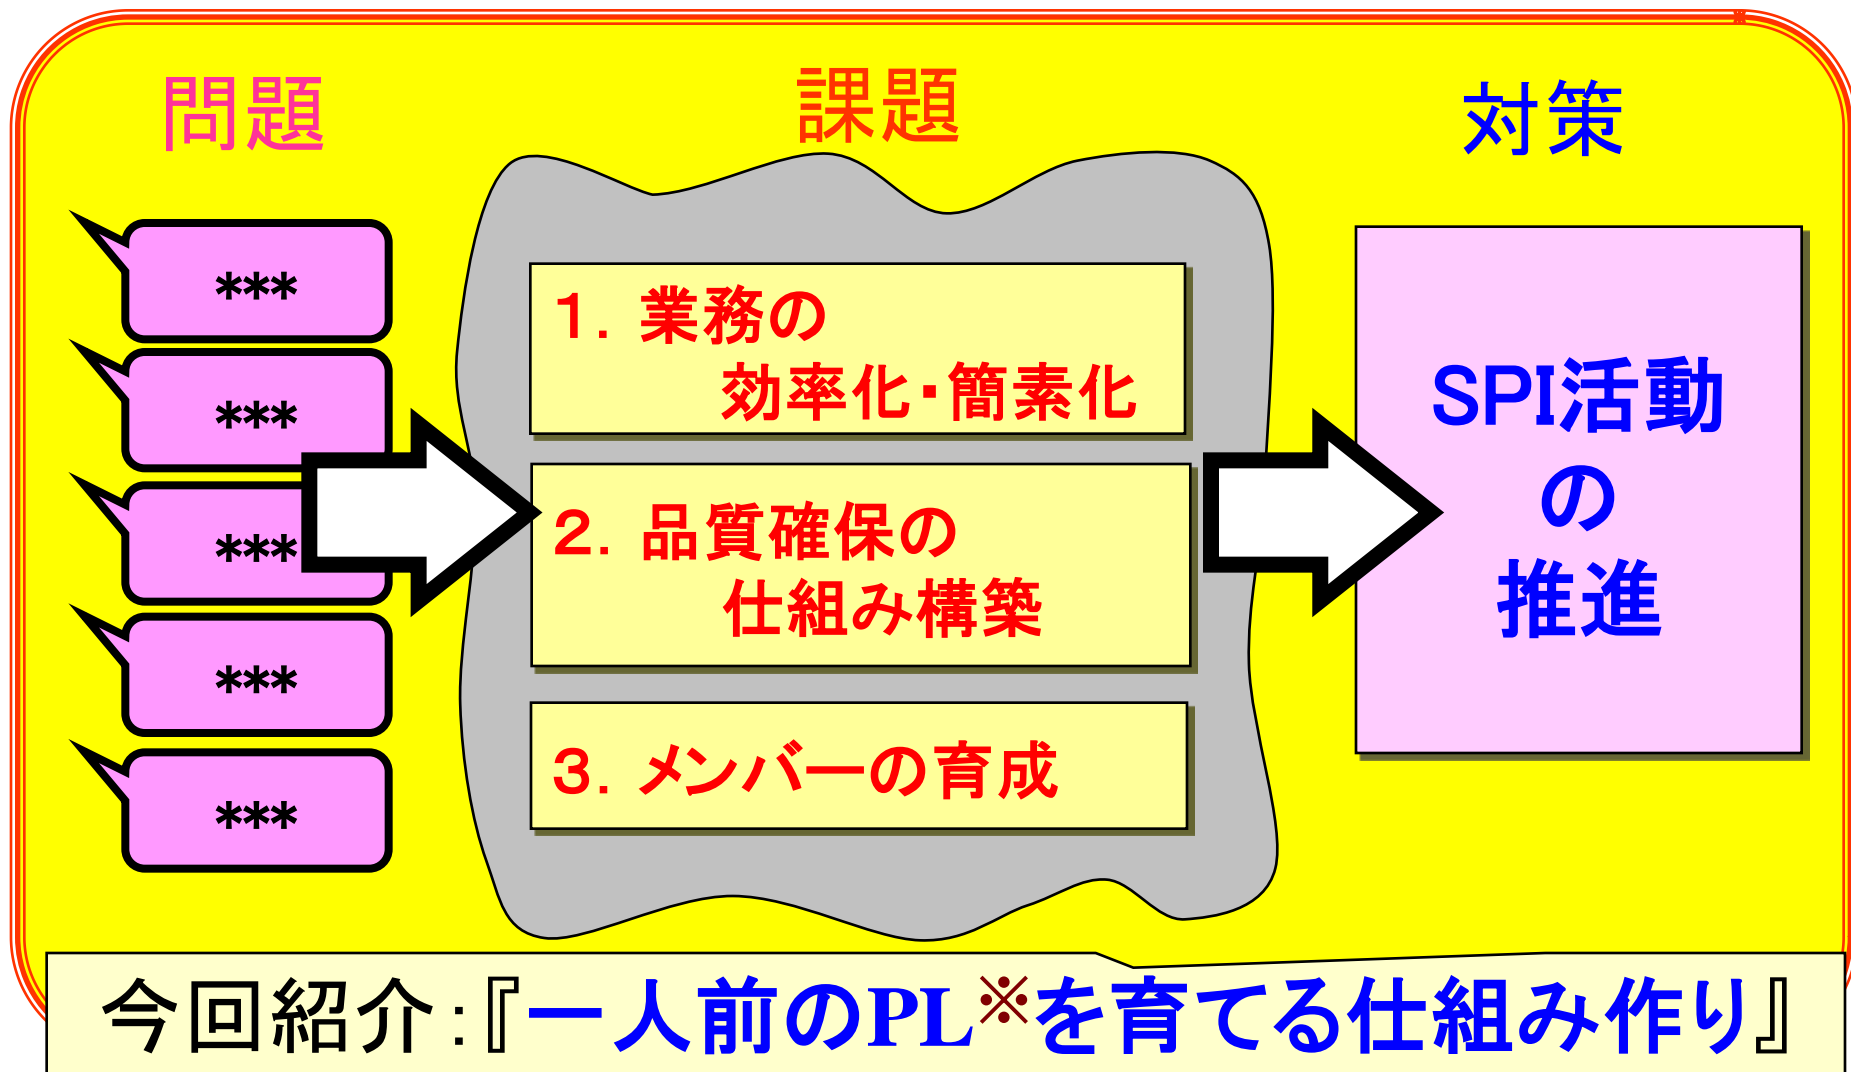 問題
課題
対策
***
***
***
***
***
１．業務の
効率化・簡素化
２．品質確保の
仕組み構築
３．メンバーの育成
SPI活動
の
推進
今回紹介：『一人前のPL※を育てる仕組み作り』